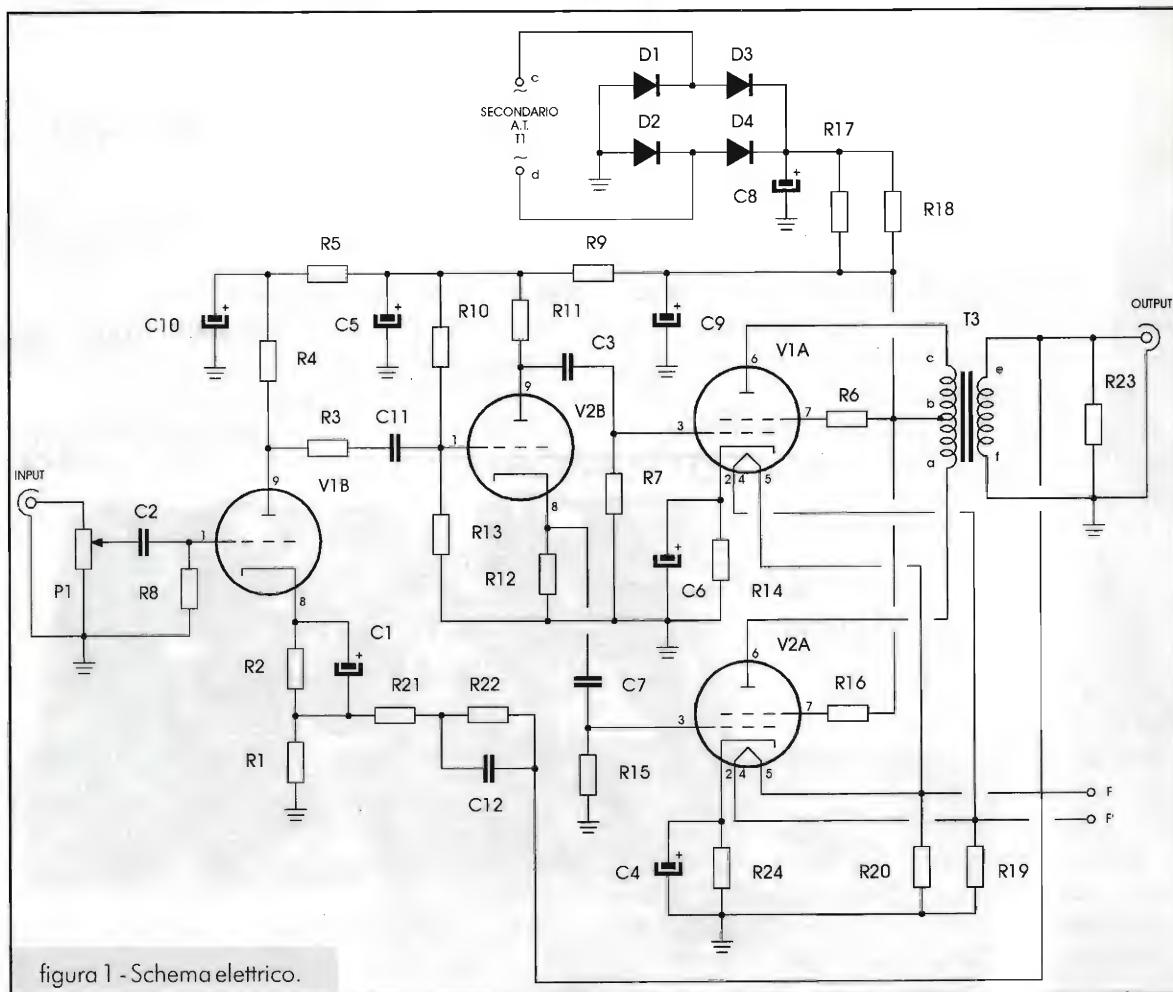 D1
D3
c
~
SECONDARIO
A.T.
T1
~
d
D2
D4
R17
+
C8
R18
R5
R9
+
C10
+
C5
R10
R11
+
C9
C3
OUTPUT
T3
V1A
6
c
e
R4
9
R3
C11
V2B
1
3
7
R6
b
R23
a
f
INPUT
9
V1B
C2
1
8
R7
2
4
5
P1
R8
R13
R12
+
C6
R14
8
C1
+
V2A
6
R2
R21
R22
C7
3
7
R16
R1
R15
2
4
5
C12
F
F'
+
C4
R24
R20
R19
figura 1 - Schema elettrico.